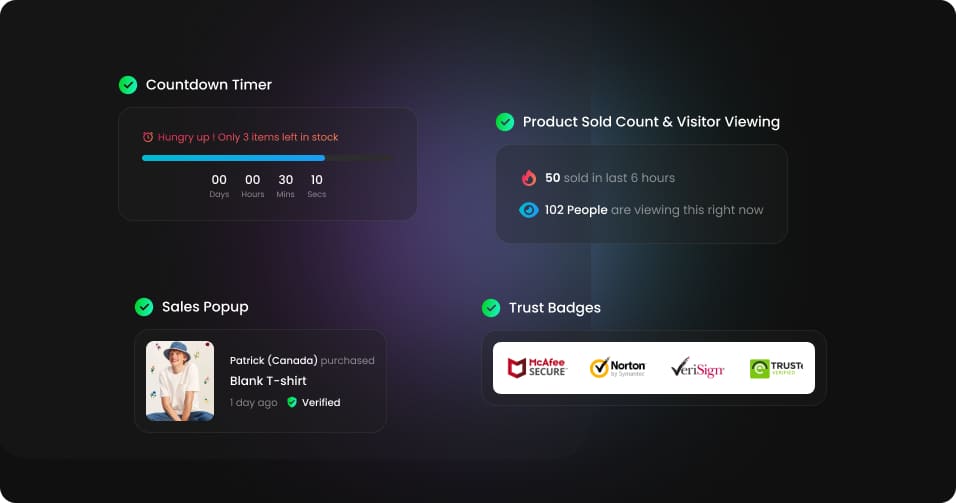 Countdown Timer
Hungry up ! Only 3 items left in stock
00 00 30 10
Days Hours Mins Secs
Product Sold Count & Visitor Viewing
50 sold in last 6 hours
102 People are viewing this right now
Sales Popup
Patrick (Canada) purchased
Blank T-shirt
1 day ago Verified
Trust Badges
McAfee
SECURE
Norton
by Symantec
VeriSign
TRUSTe
VERIFIED